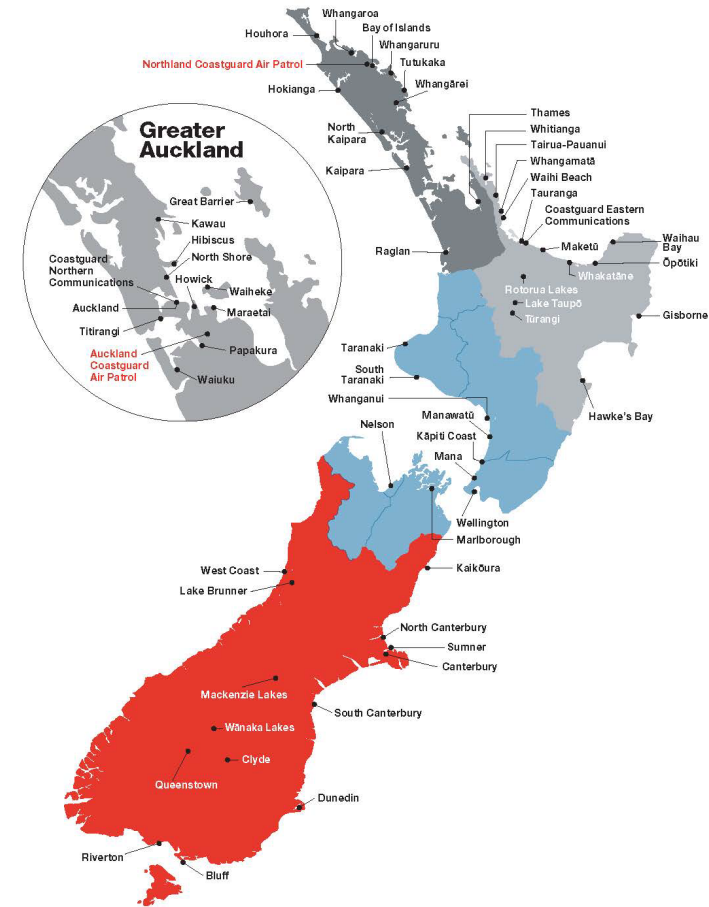 Whangaroa
Bay of Islands
Houhora
Whangaruru
Northland Coastguard Air Patrol
Tutukaka
Hokianga
Whangārei
North
Kaipara
Kaipara
Raglan
Thames
Whitianga
Tairua-Pauanui
Whangamatā
Waihi Beach
Tauranga
Coastguard Eastern
Communications
Maketū
Waihau
Bay
Whakatāne
Ōpōtiki
Rotorua Lakes
Lake Taupō
Tūrangi
Gisborne
Hawke's Bay
Greater
Auckland
Great Barrier
Kawau
Hibiscus
North Shore
Coastguard
Northern
Communications
Howick
Waiheke
Auckland
Maraetai
Titirangi
Auckland
Coastguard
Air Patrol
Papakura
Waiuku
Taranaki
South
Taranaki
Whanganui
Manawatū
Nelson
Kāpiti Coast
Mana
Wellington
Marlborough
West Coast
Kaikōura
Lake Brunner
North Canterbury
Sumner
Canterbury
Mackenzie Lakes
South Canterbury
Wānaka Lakes
Clyde
Queenstown
Dunedin
Riverton
Bluff